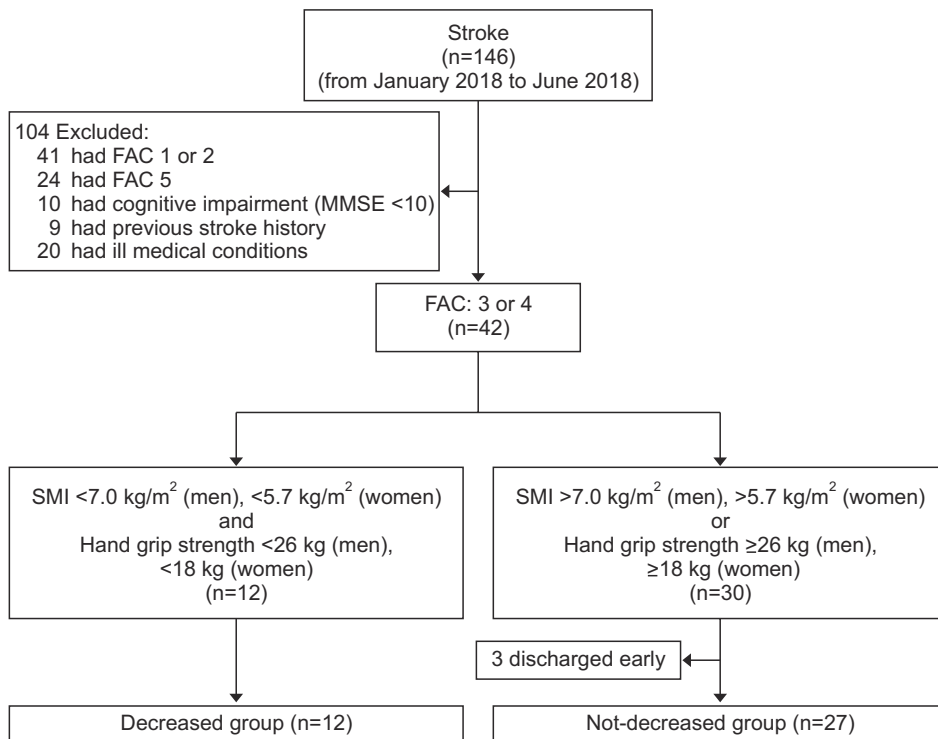 Stroke
(n=146)
(from January 2018 to June 2018)
104 Excluded:
41 had FAC 1 or 2
24 had FAC 5
10 had cognitive impairment (MMSE <10)
9 had previous stroke history
20 had ill medical conditions
FAC: 3 or 4
(n=42)
SMI <7.0 kg/m² (men), <5.7 kg/m² (women)
and
Hand grip strength <26 kg (men),
<18 kg (women)
(n=12)
SMI >7.0 kg/m² (men), >5.7 kg/m² (women)
or
Hand grip strength ≥26 kg (men),
≥18 kg (women)
(n=30)
3 discharged early
Decreased group (n=12)
Not-decreased group (n=27)